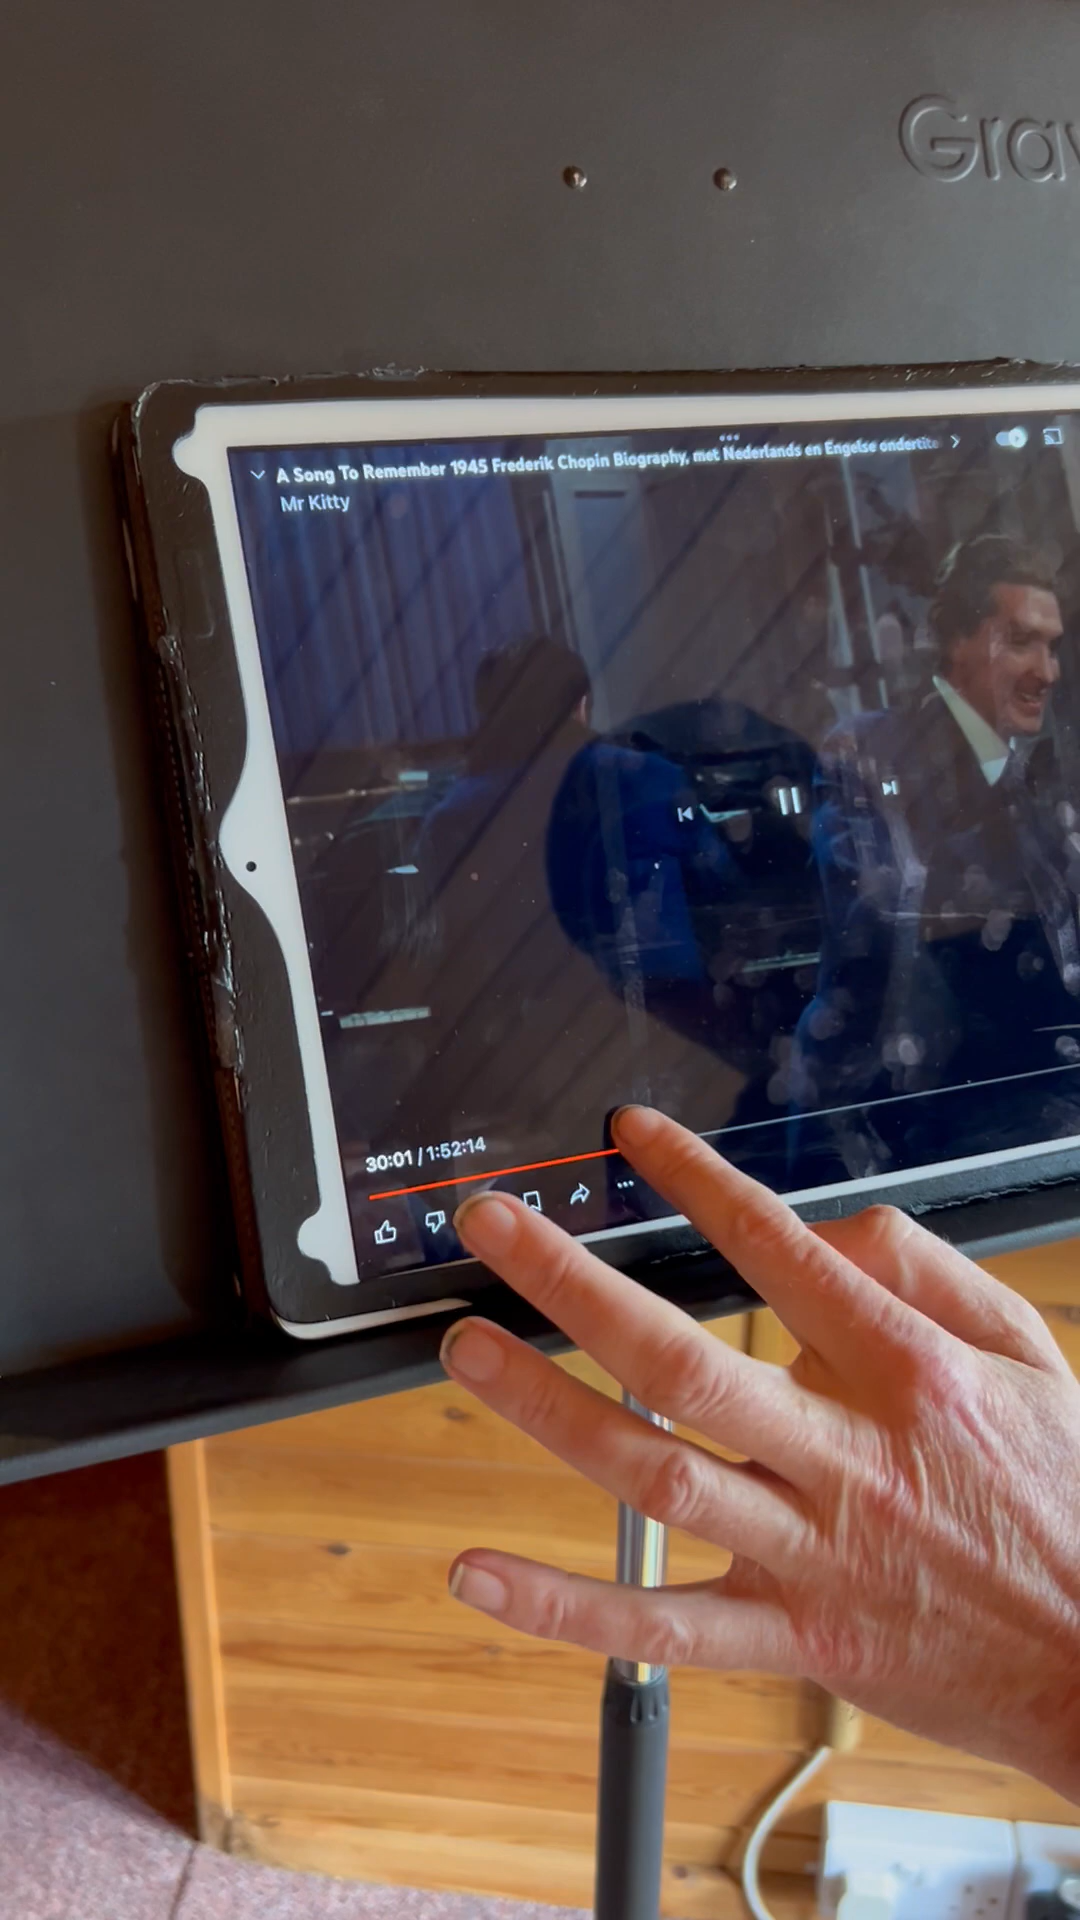 Grav
A Song To Remember 1945 Frederik Chopin Biography, met Nederlands en Engelse ondertite
Mr Kitty
30:01 / 1:52:14